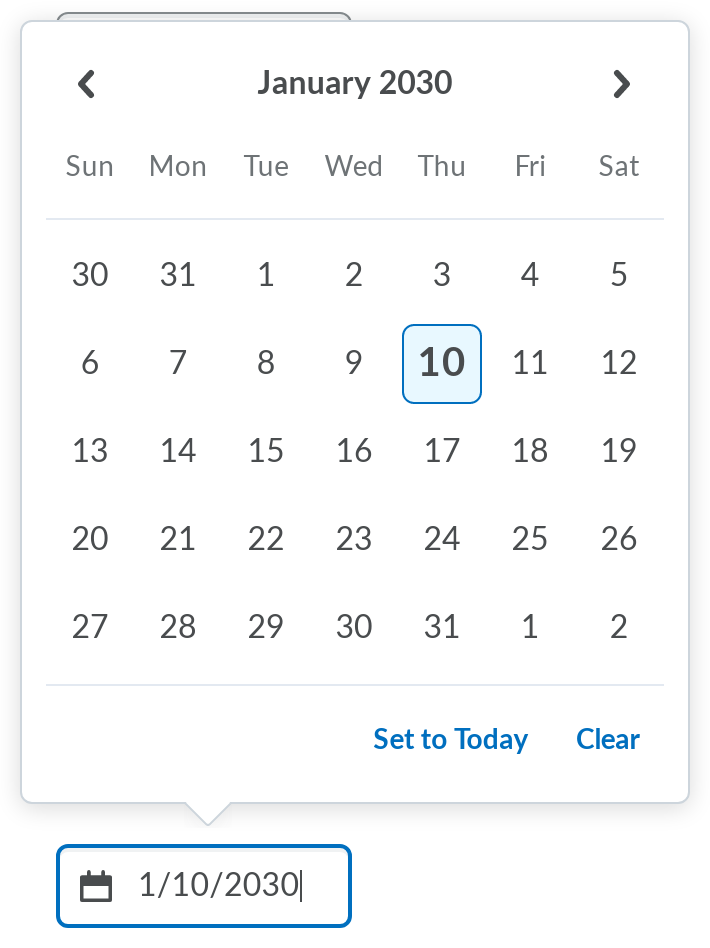 January 2030
Sun Mon Tue Wed Thu Fri Sat
30 31 1 2 3 4 5
6 7 8 9 10 11 12
13 14 15 16 17 18 19
20 21 22 23 24 25 26
27 28 29 30 31 1 2
Set to Today Clear
1/10/2030